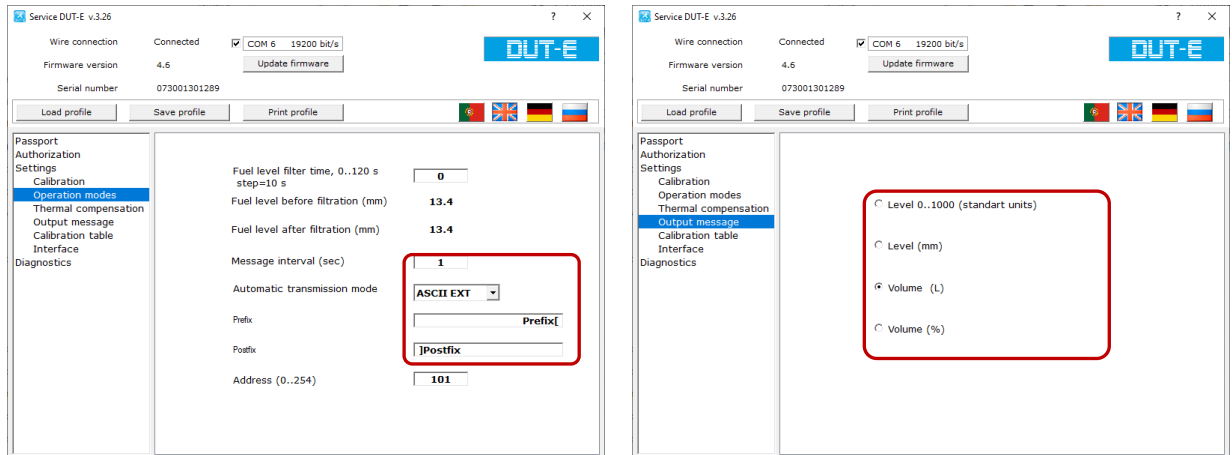 Service DUT-E v.3.26 ? ×
Wire connection Connected COM 6 19200 bit/s
DUT-E
Firmware version 4.6 Update firmware
Serial number 073001301289
Load profile Save profile Print profile
Passport
Authorization
Settings
Calibration
Operation modes
Thermal compensation
Output message
Calibration table
Interface
Diagnostics
Fuel level filter time, 0..120 s
step=10 s
0
Fuel level before filtration (mm) 13.4
Fuel level after filtration (mm) 13.4
Message interval (sec) 1
Automatic transmission mode ASCII EXT
Prefix Prefix[
Postfix ]Postfix
Address (0..254) 101
Service DUT-E v.3.26 ? ×
Wire connection Connected COM 6 19200 bit/s
DUT-E
Firmware version 4.6 Update firmware
Serial number 073001301289
Load profile Save profile Print profile
Passport
Authorization
Settings
Calibration
Operation modes
Thermal compensation
Output message
Calibration table
Interface
Diagnostics
Level 0..1000 (standart units)
Level (mm)
Volume (L)
Volume (%)